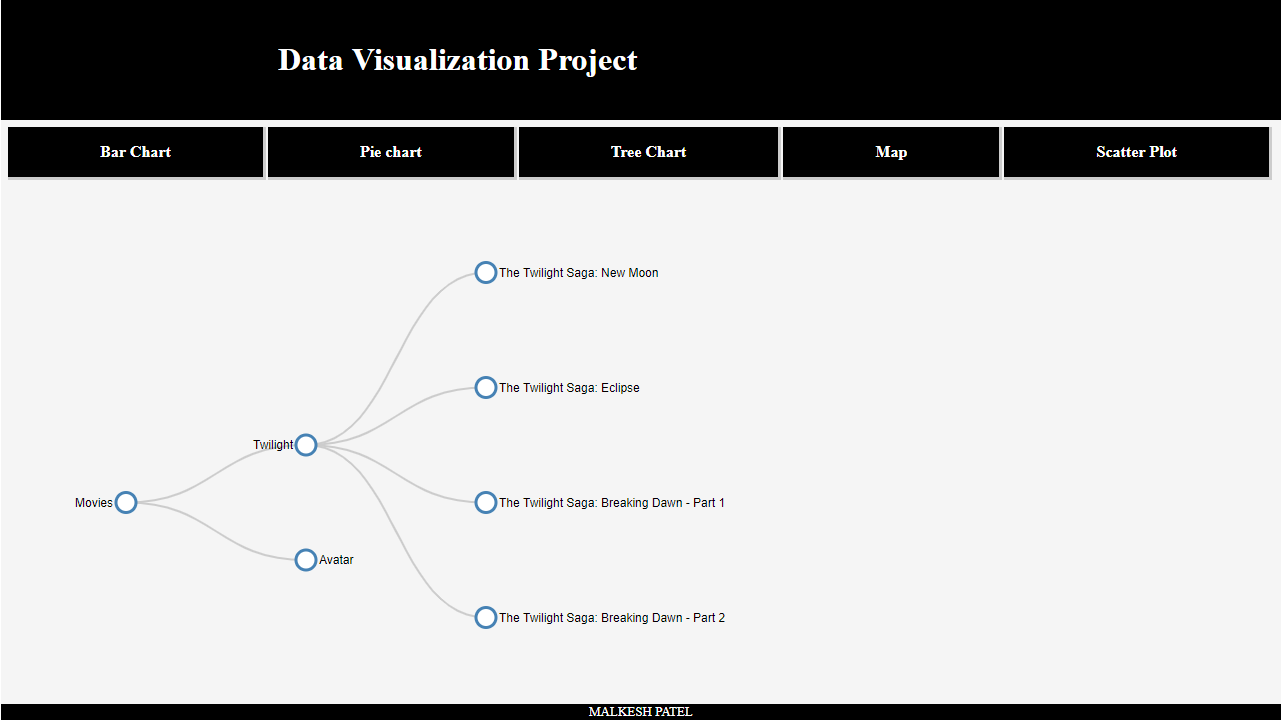 Data Visualization Project
Bar Chart
Pie chart
Tree Chart
Map
Scatter Plot
The Twilight Saga: New Moon
The Twilight Saga: Eclipse
Twilight
Movies
The Twilight Saga: Breaking Dawn - Part 1
Avatar
The Twilight Saga: Breaking Dawn - Part 2
MALKESH PATEL